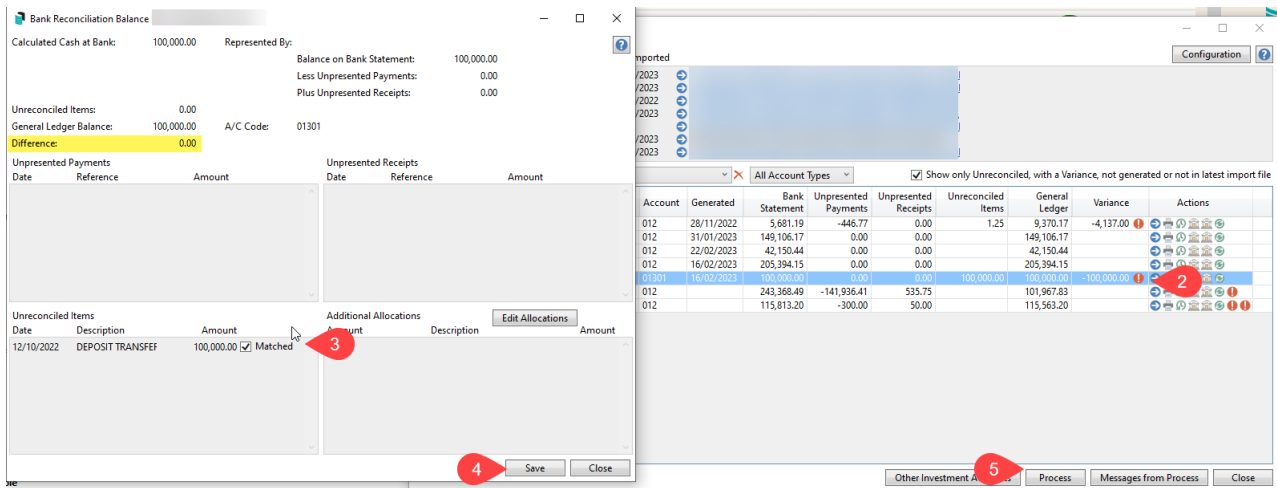 Bank Reconciliation Balance
Calculated Cash at Bank: 100,000.00 Represented By:
Balance on Bank Statement: 100,000.00
Less Unpresented Payments: 0.00
Plus Unpresented Receipts: 0.00
Unreconciled Items: 0.00
General Ledger Balance: 100,000.00 A/C Code: 01301
Difference: 0.00
Unpresented Payments Unpresented Receipts
Date Reference Amount Date Reference Amount
Unreconciled Items Additional Allocations Edit Allocations
Date Description Amount Description Amount
12/10/2022 DEPOSIT TRANSFEF 100,000.00 Matched
3
4 Save Close
Configuration
mported
/2023
/2023
/2022
/2023
/2023
/2023
All Account Types Show only Unreconciled, with a Variance, not generated or not in latest import file
Account Generated Bank Statement Unpresented Payments Unpresented Receipts Unreconciled Items General Ledger Variance Actions
012 28/11/2022 5,681.19 -446.77 0.00 1.25 9,370.17 -4,137.00
012 31/01/2023 149,106.17 0.00 0.00 149,106.17
012 22/02/2023 42,150.44 0.00 0.00 42,150.44
012 16/02/2023 205,394.15 0.00 0.00 205,394.15
01301 16/02/2023 100,000.00 0.00 0.00 100,000.00 100,000.00 -100,000.00
2
012 243,368.49 -141,936.41 535.75 101,967.83
012 115,813.20 -300.00 50.00 115,563.20
Other Investment 5 Process Messages from Process Close